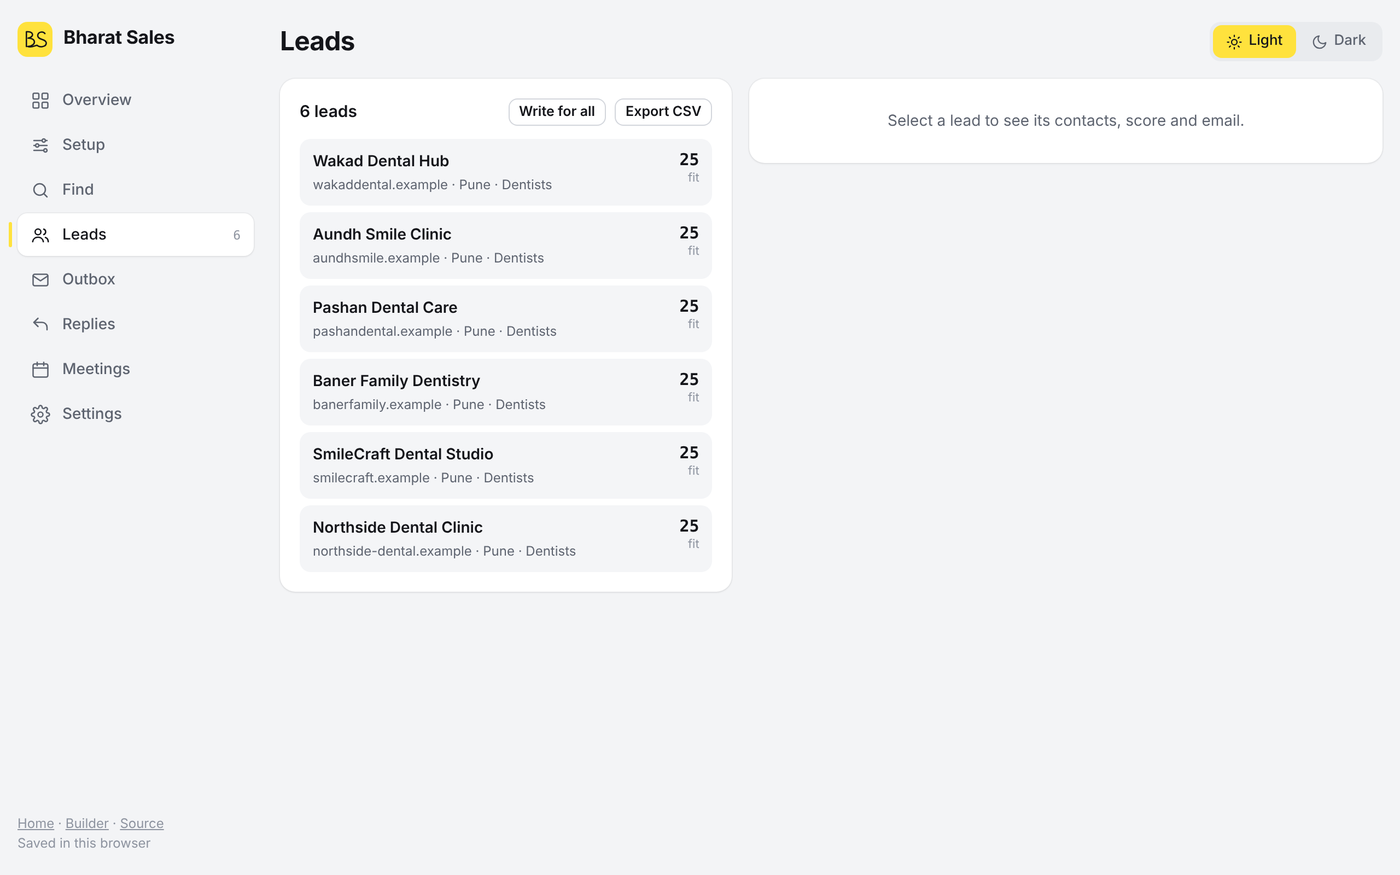 BS Bharat Sales
Overview
Setup
Find
Leads 6
Outbox
Replies
Meetings
Settings
Home · Builder · Source
Saved in this browser
Leads
Light Dark
6 leads Write for all Export CSV
Wakad Dental Hub 25
wakaddental.example · Pune · Dentists fit
Aundh Smile Clinic 25
aundhsmile.example · Pune · Dentists fit
Pashan Dental Care 25
pashandental.example · Pune · Dentists fit
Baner Family Dentistry 25
banerfamily.example · Pune · Dentists fit
SmileCraft Dental Studio 25
smilecraft.example · Pune · Dentists fit
Northside Dental Clinic 25
northside-dental.example · Pune · Dentists fit
Select a lead to see its contacts, score and email.